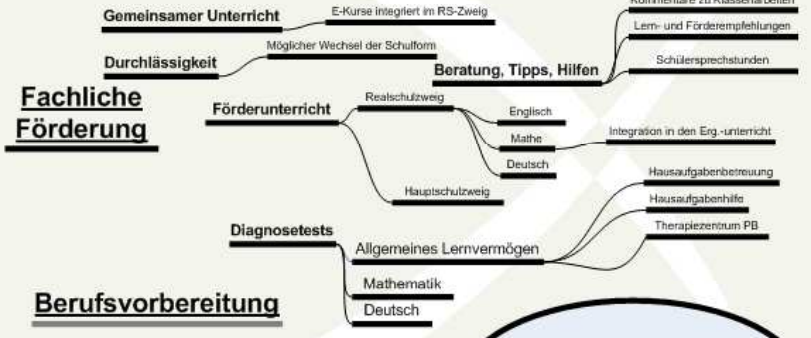 Kommentare zu Klassenarbeiten
Gemeinsamer Unterricht
E-Kurse integriert im RS-Zweig
Lern- und Förderempfehlungen
Durchlässigkeit
Möglicher Wechsel der Schulform
Beratung, Tipps, Hilfen
Schülersprechstunden
Fachliche
Förderung
Förderunterricht
Realschulzweig
Englisch
Mathe
Integration in den Erg.-unterricht
Deutsch
Hauptschulzweig
Hausaufgabenbetreuung
Hausaufgabenhilfe
Therapiezentrum PB
Diagnosetests
Allgemeines Lernvermögen
Mathematik
Deutsch
Berufsvorbereitung